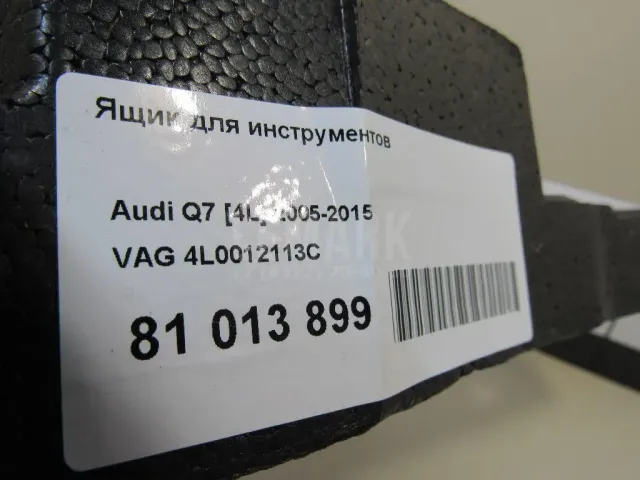 Ящик для инструментов
Audi Q7 [4L] 2005-2015
VAG 4L0012113C
81 013 899